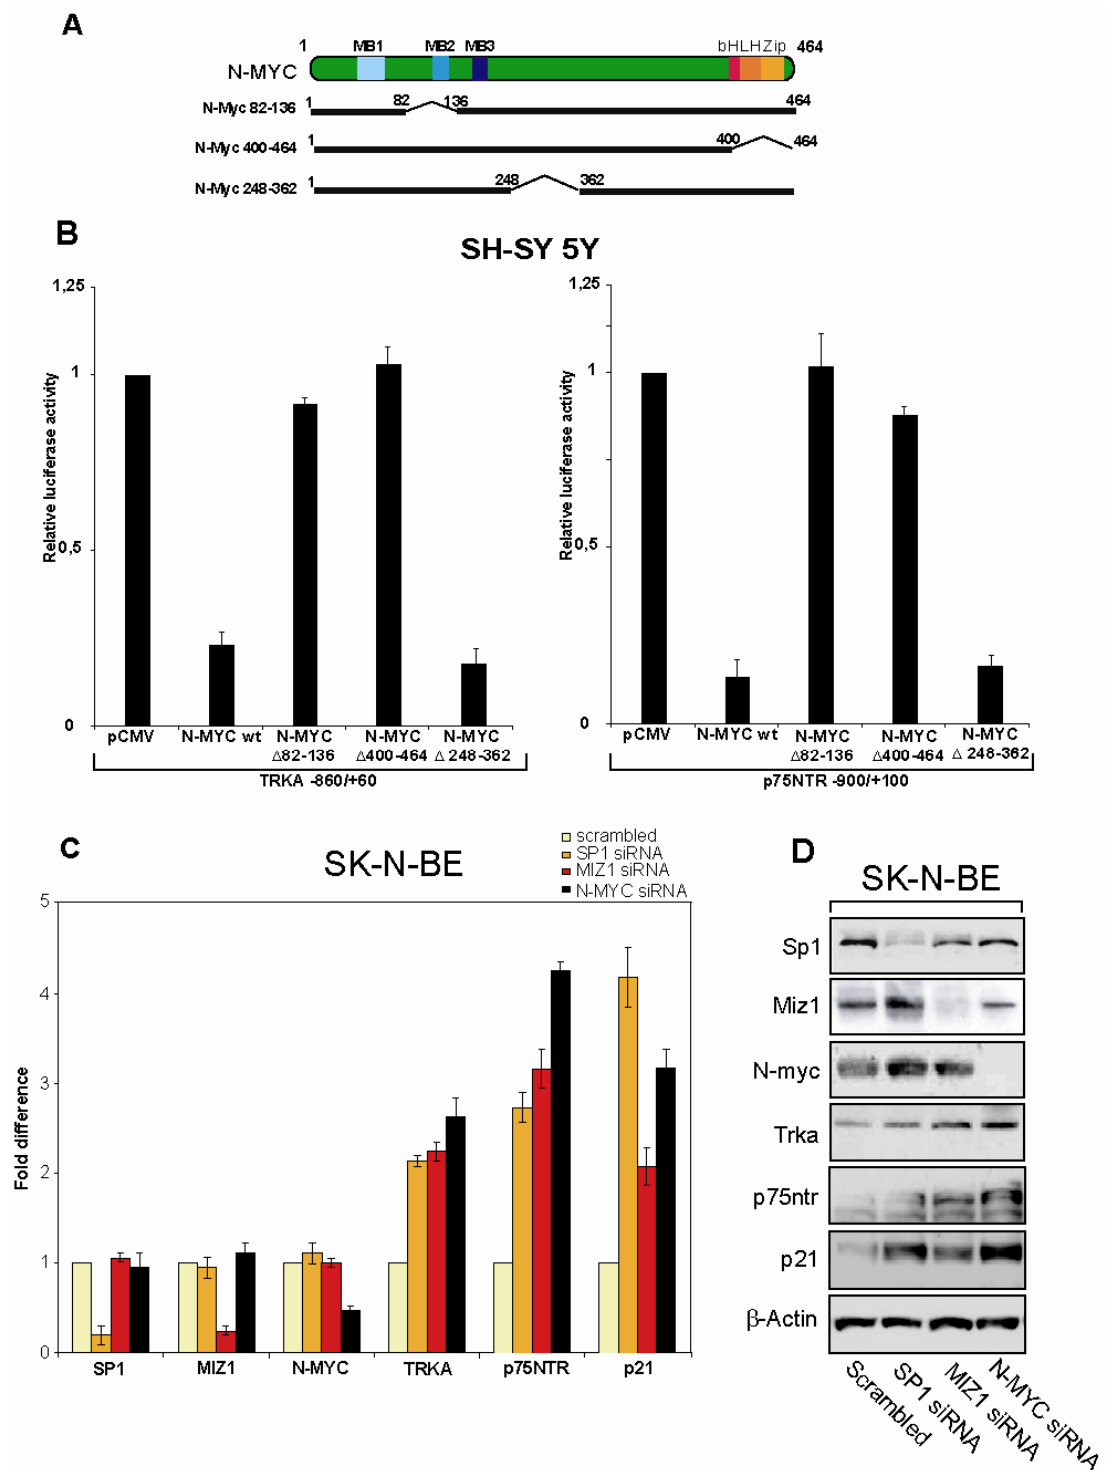 A
1 MB1 MB2 MB3 bHLHZip 464
N-MYC
N-Myc 82-136 1 82 136 464
N-Myc 400-464 1 400 464
N-Myc 248-362 1 248 362
B
SH-SY 5Y
1,25
1
0,5
0
Relative luciferase activity
pCMV N-MYC wt N-MYC N-MYC N-MYC
Δ82-136 Δ400-464 Δ 248-362
TRKA -860/+60
1,25
1
0,5
0
Relative luciferase activity
pCMV N-MYC wt N-MYC N-MYC N-MYC
Δ82-136 Δ400-464 Δ 248-362
p75NTR -900/+100
C
SK-N-BE
scrambled
SP1 siRNA
MIZ1 siRNA
N-MYC siRNA
5
4
3
2
1
0
Fold difference
SP1 MIZ1 N-MYC TRKA p75NTR p21
D
SK-N-BE
Sp1
Miz1
N-myc
Trka
p75ntr
p21
β-Actin
Scrambled
SP1 siRNA
MIZ1 siRNA
N-MYC siRNA